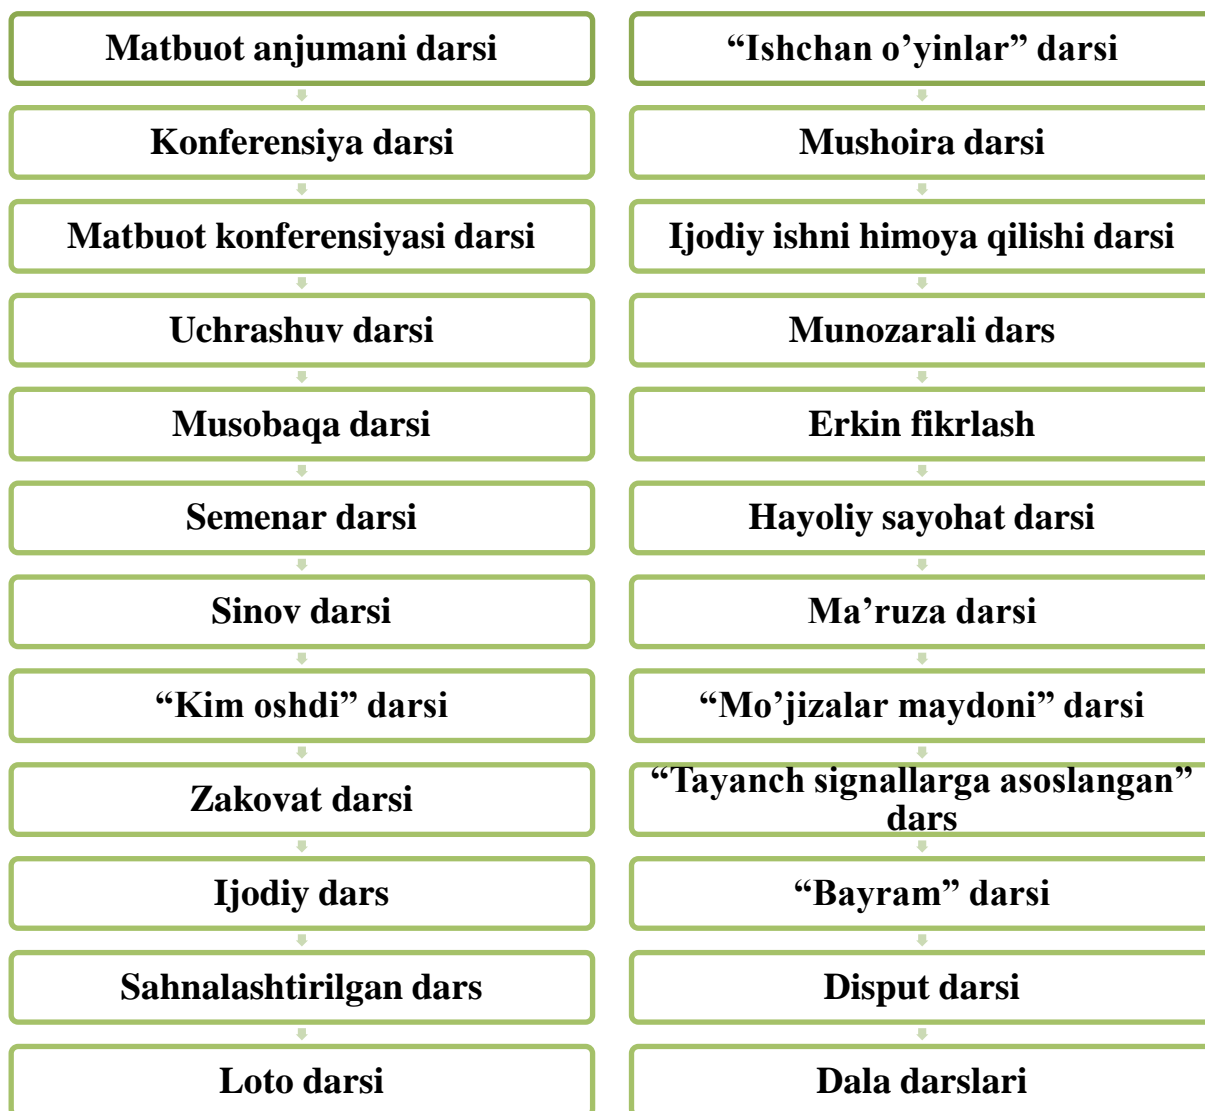 Matbuot anjumani darsi
Konferensiya darsi
Matbuot konferensiyasi darsi
Uchrashuv darsi
Musobaqa darsi
Semenar darsi
Sinov darsi
“Kim oshdi” darsi
Zakovat darsi
Ijodiy dars
Sahnalashtirilgan dars
Loto darsi
“Ishchan o’yinlar” darsi
Mushoira darsi
Ijodiy ishni himoya qilishi darsi
Munozarali dars
Erkin fikrlash
Hayoliy sayohat darsi
Ma’ruza darsi
“Mo’jizalar maydoni” darsi
“Tayanch signallarga asoslangan”
dars
“Bayram” darsi
Disput darsi
Dala darslari